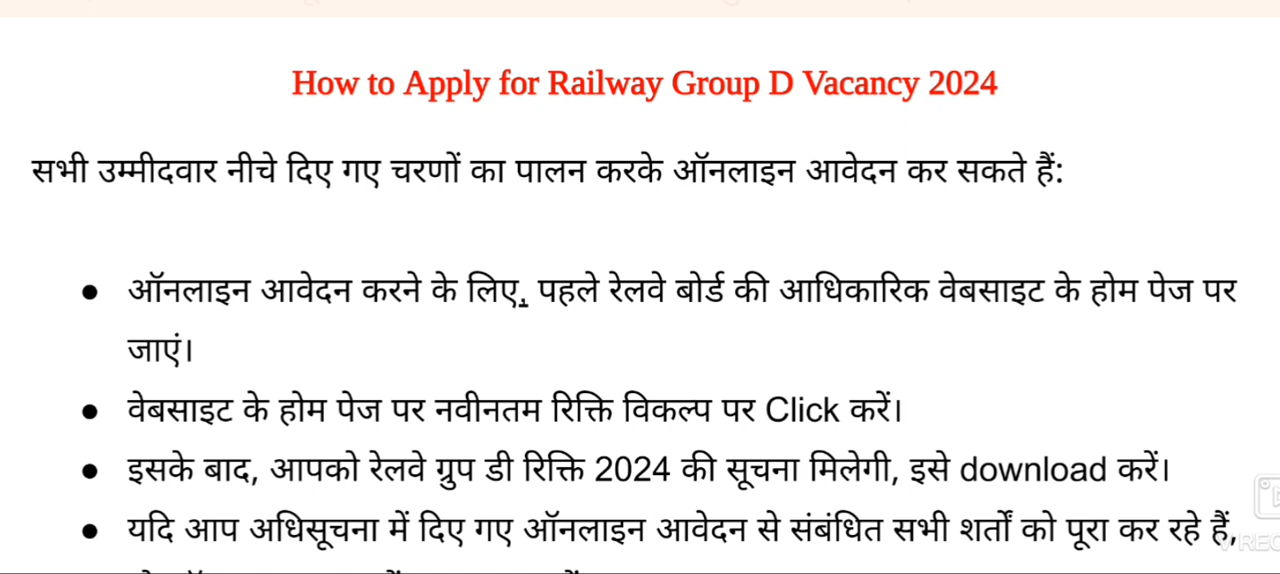 How to Apply for Railway Group D Vacancy 2024
सभी उम्मीदवार नीचे दिए गए चरणों का पालन करके ऑनलाइन आवेदन कर सकते हैं:
● ऑनलाइन आवेदन करने के लिए, पहले रेलवे बोर्ड की आधिकारिक वेबसाइट के होम पेज पर
जाएं।
● वेबसाइट के होम पेज पर नवीनतम रिक्ति विकल्प पर Click करें।
● इसके बाद, आपको रेलवे ग्रुप डी रिक्ति 2024 की सूचना मिलेगी, इसे download करें।
● यदि आप अधिसूचना में दिए गए ऑनलाइन आवेदन से संबंधित सभी शर्तों को पूरा कर रहे हैं,
V REC